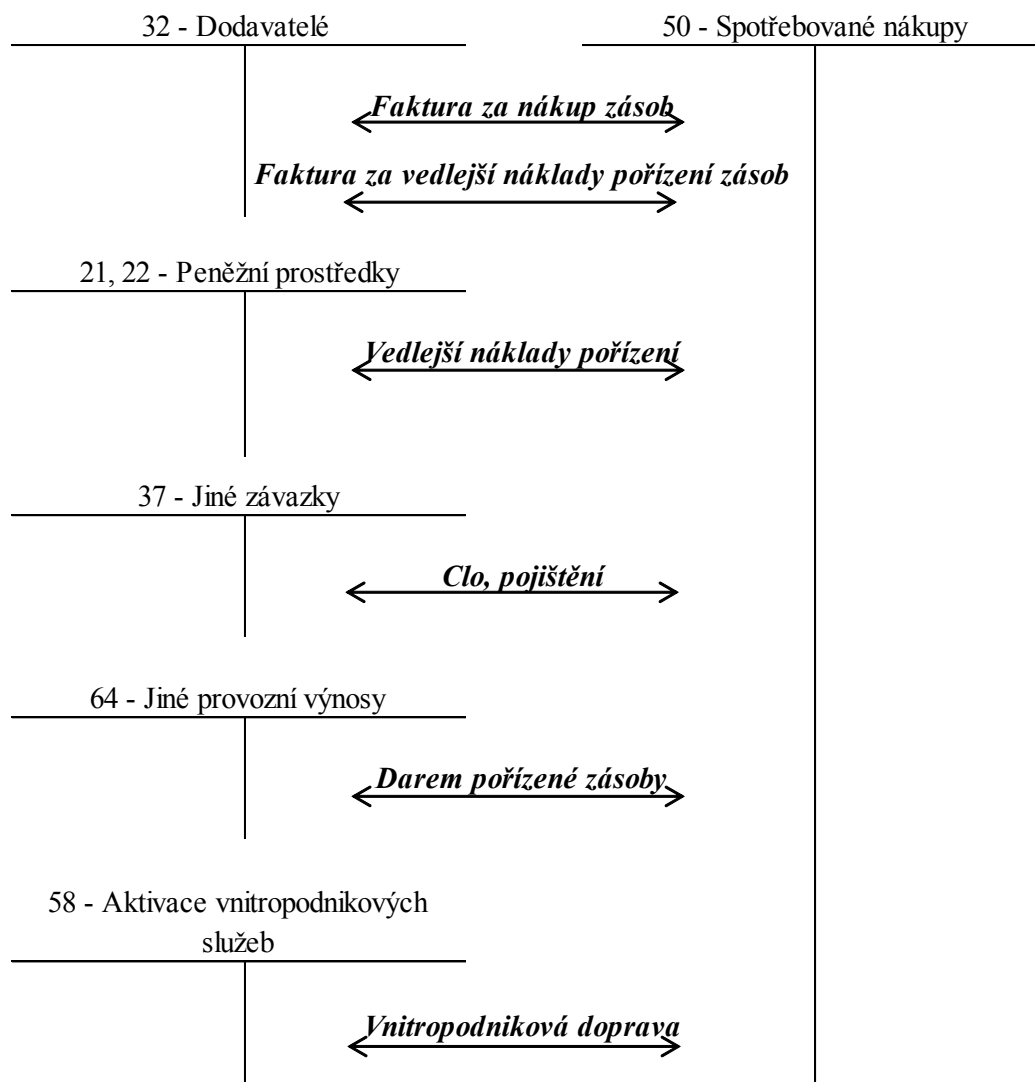 32 - Dodavatelé
50 - Spotřebované nákupy
Faktura za nákup zásob
Faktura za vedlejší náklady pořízení zásob
21, 22 - Peněžní prostředky
Vedlejší náklady pořízení
37 - Jiné závazky
Clo, pojištění
64 - Jiné provozní výnosy
Darem pořízené zásoby
58 - Aktivace vnitropodnikových
služeb
Vnitropodniková doprava